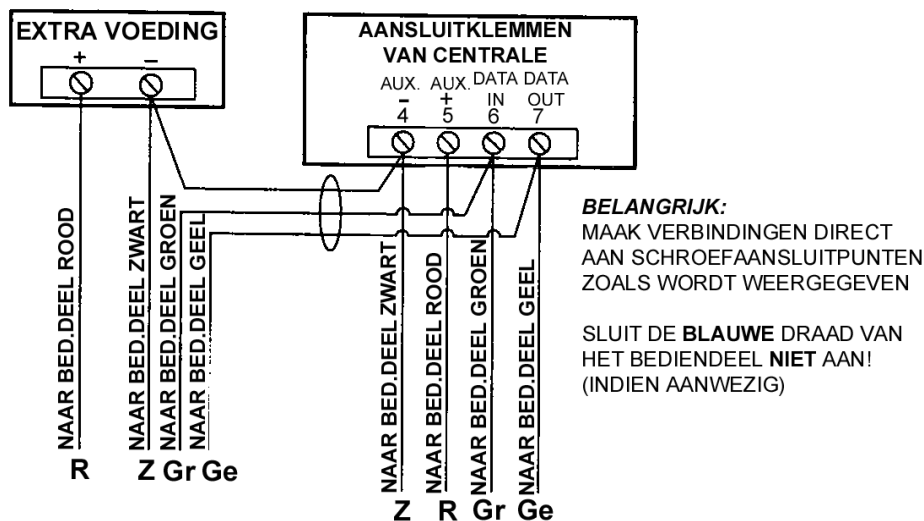 EXTRA VOEDING
+ −
AANSLUITKLEMMEN
VAN CENTRALE
AUX. AUX. DATA DATA
− + IN OUT
4 5 6 7
NAAR BED.DEEL ROOD
NAAR BED.DEEL ZWART
NAAR BED.DEEL GROEN
NAAR BED.DEEL GEEL
R Z Gr Ge
NAAR BED.DEEL ZWART
NAAR BED.DEEL ROOD
NAAR BED.DEEL GROEN
NAAR BED.DEEL GEEL
Z R Gr Ge
BELANGRIJK:
MAAK VERBINDINGEN DIRECT
AAN SCHROEFAANSLUITPUNTEN
ZOALS WORDT WEERGEGEVEN
SLUIT DE BLAUWE DRAAD VAN
HET BEDIENDEEL NIET AAN!
(INDIEN AANWEZIG)